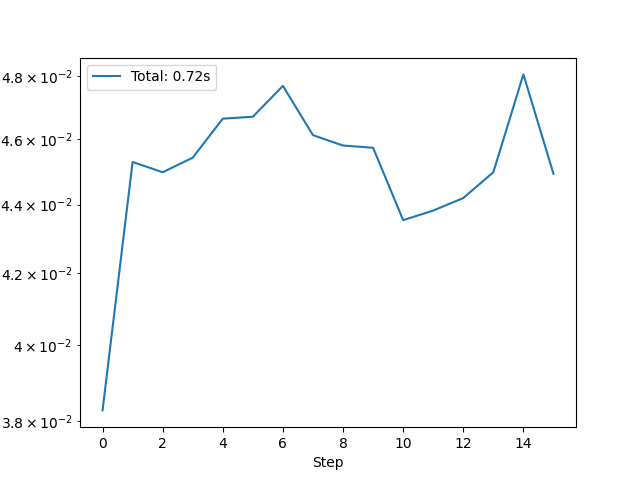 Total: 0.72s
4.8 × 10⁻²
4.6 × 10⁻²
4.4 × 10⁻²
4.2 × 10⁻²
4 × 10⁻²
3.8 × 10⁻²
0 2 4 6 8 10 12 14
Step